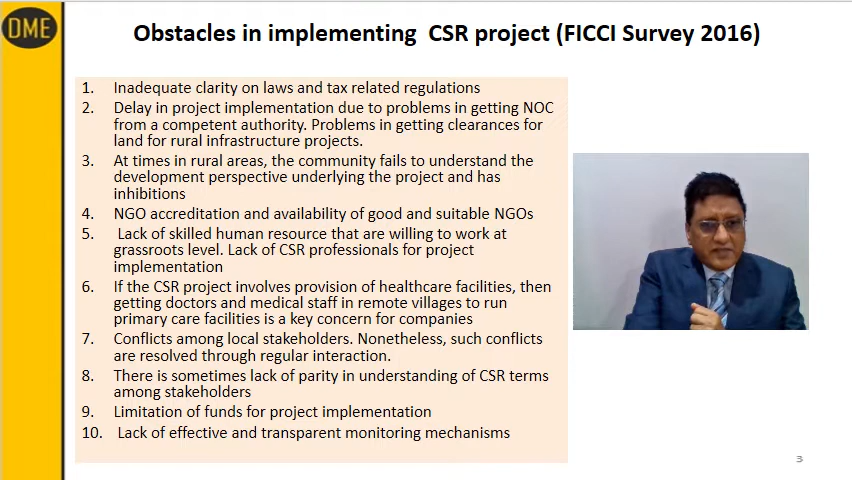 DME
Obstacles in implementing CSR project (FICCI Survey 2016)
1. Inadequate clarity on laws and tax related regulations
2. Delay in project implementation due to problems in getting NOC
from a competent authority. Problems in getting clearances for
land for rural infrastructure projects.
3. At times in rural areas, the community fails to understand the
development perspective underlying the project and has
inhibitions
4. NGO accreditation and availability of good and suitable NGOs
5. Lack of skilled human resource that are willing to work at
grassroots level. Lack of CSR professionals for project
implementation
6. If the CSR project involves provision of healthcare facilities, then
getting doctors and medical staff in remote villages to run
primary care facilities is a key concern for companies
7. Conflicts among local stakeholders. Nonetheless, such conflicts
are resolved through regular interaction.
8. There is sometimes lack of parity in understanding of CSR terms
among stakeholders
9. Limitation of funds for project implementation
10. Lack of effective and transparent monitoring mechanisms
3